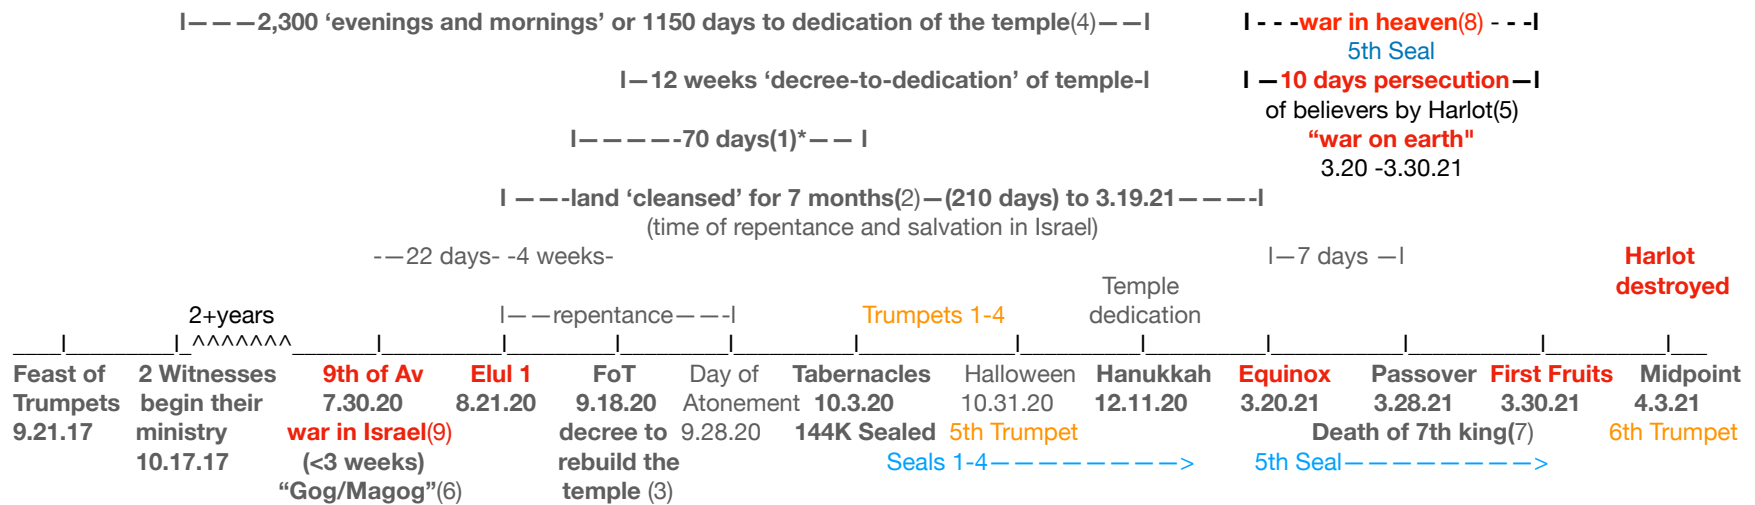 I———2,300 ‘evenings and mornings’ or 1150 days to dedication of the temple(4)——I I - - -war in heaven(8) - - -I
5th Seal
I—12 weeks ‘decree-to-dedication’ of temple-I I —10 days persecution—I
of believers by Harlot(5)
I————-70 days(1)*—— I “war on earth"
3.20 -3.30.21
I ——-land ‘cleansed’ for 7 months(2)—(210 days) to 3.19.21———-I
(time of repentance and salvation in Israel)
-—22 days- -4 weeks- I—7 days —I Harlot
Temple destroyed
2+years I——repentance——-I Trumpets 1-4 dedication
____I_________I_^^^^^^^_______I_________I_________I_________I_________I____________I_________I_________I__________I__________I_________I___
Feast of 2 Witnesses 9th of Av Elul 1 FoT Day of Tabernacles Halloween Hanukkah Equinox Passover First Fruits Midpoint
Trumpets begin their 7.30.20 8.21.20 9.18.20 Atonement 10.3.20 10.31.20 12.11.20 3.20.21 3.28.21 3.30.21 4.3.21
9.21.17 ministry war in Israel(9) decree to 9.28.20 144K Sealed 5th Trumpet Death of 7th king(7) 6th Trumpet
10.17.17 (<3 weeks) rebuild the Seals 1-4———————> 5th Seal———————>
“Gog/Magog”(6) temple (3)